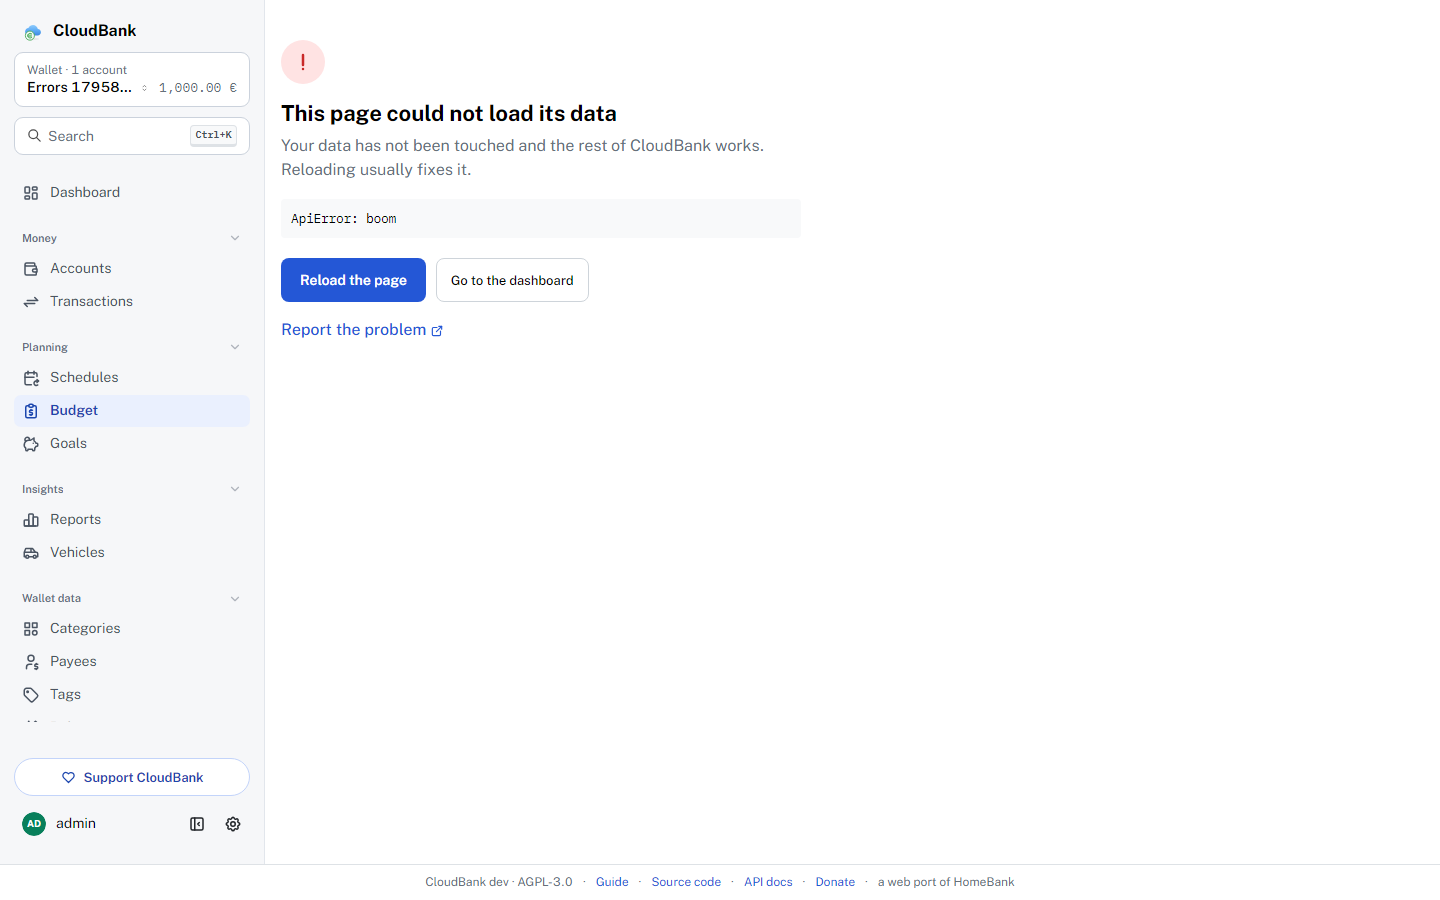 CloudBank
Wallet · 1 account
Errors 17958... 1,000.00 €
Search Ctrl+K
Dashboard
Money
Accounts
Transactions
Planning
Schedules
Budget
Goals
Insights
Reports
Vehicles
Wallet data
Categories
Payees
Tags
Support CloudBank
AD admin
!
This page could not load its data
Your data has not been touched and the rest of CloudBank works.
Reloading usually fixes it.
ApiError: boom
Reload the page Go to the dashboard
Report the problem
CloudBank dev · AGPL-3.0 · Guide · Source code · API docs · Donate · a web port of HomeBank